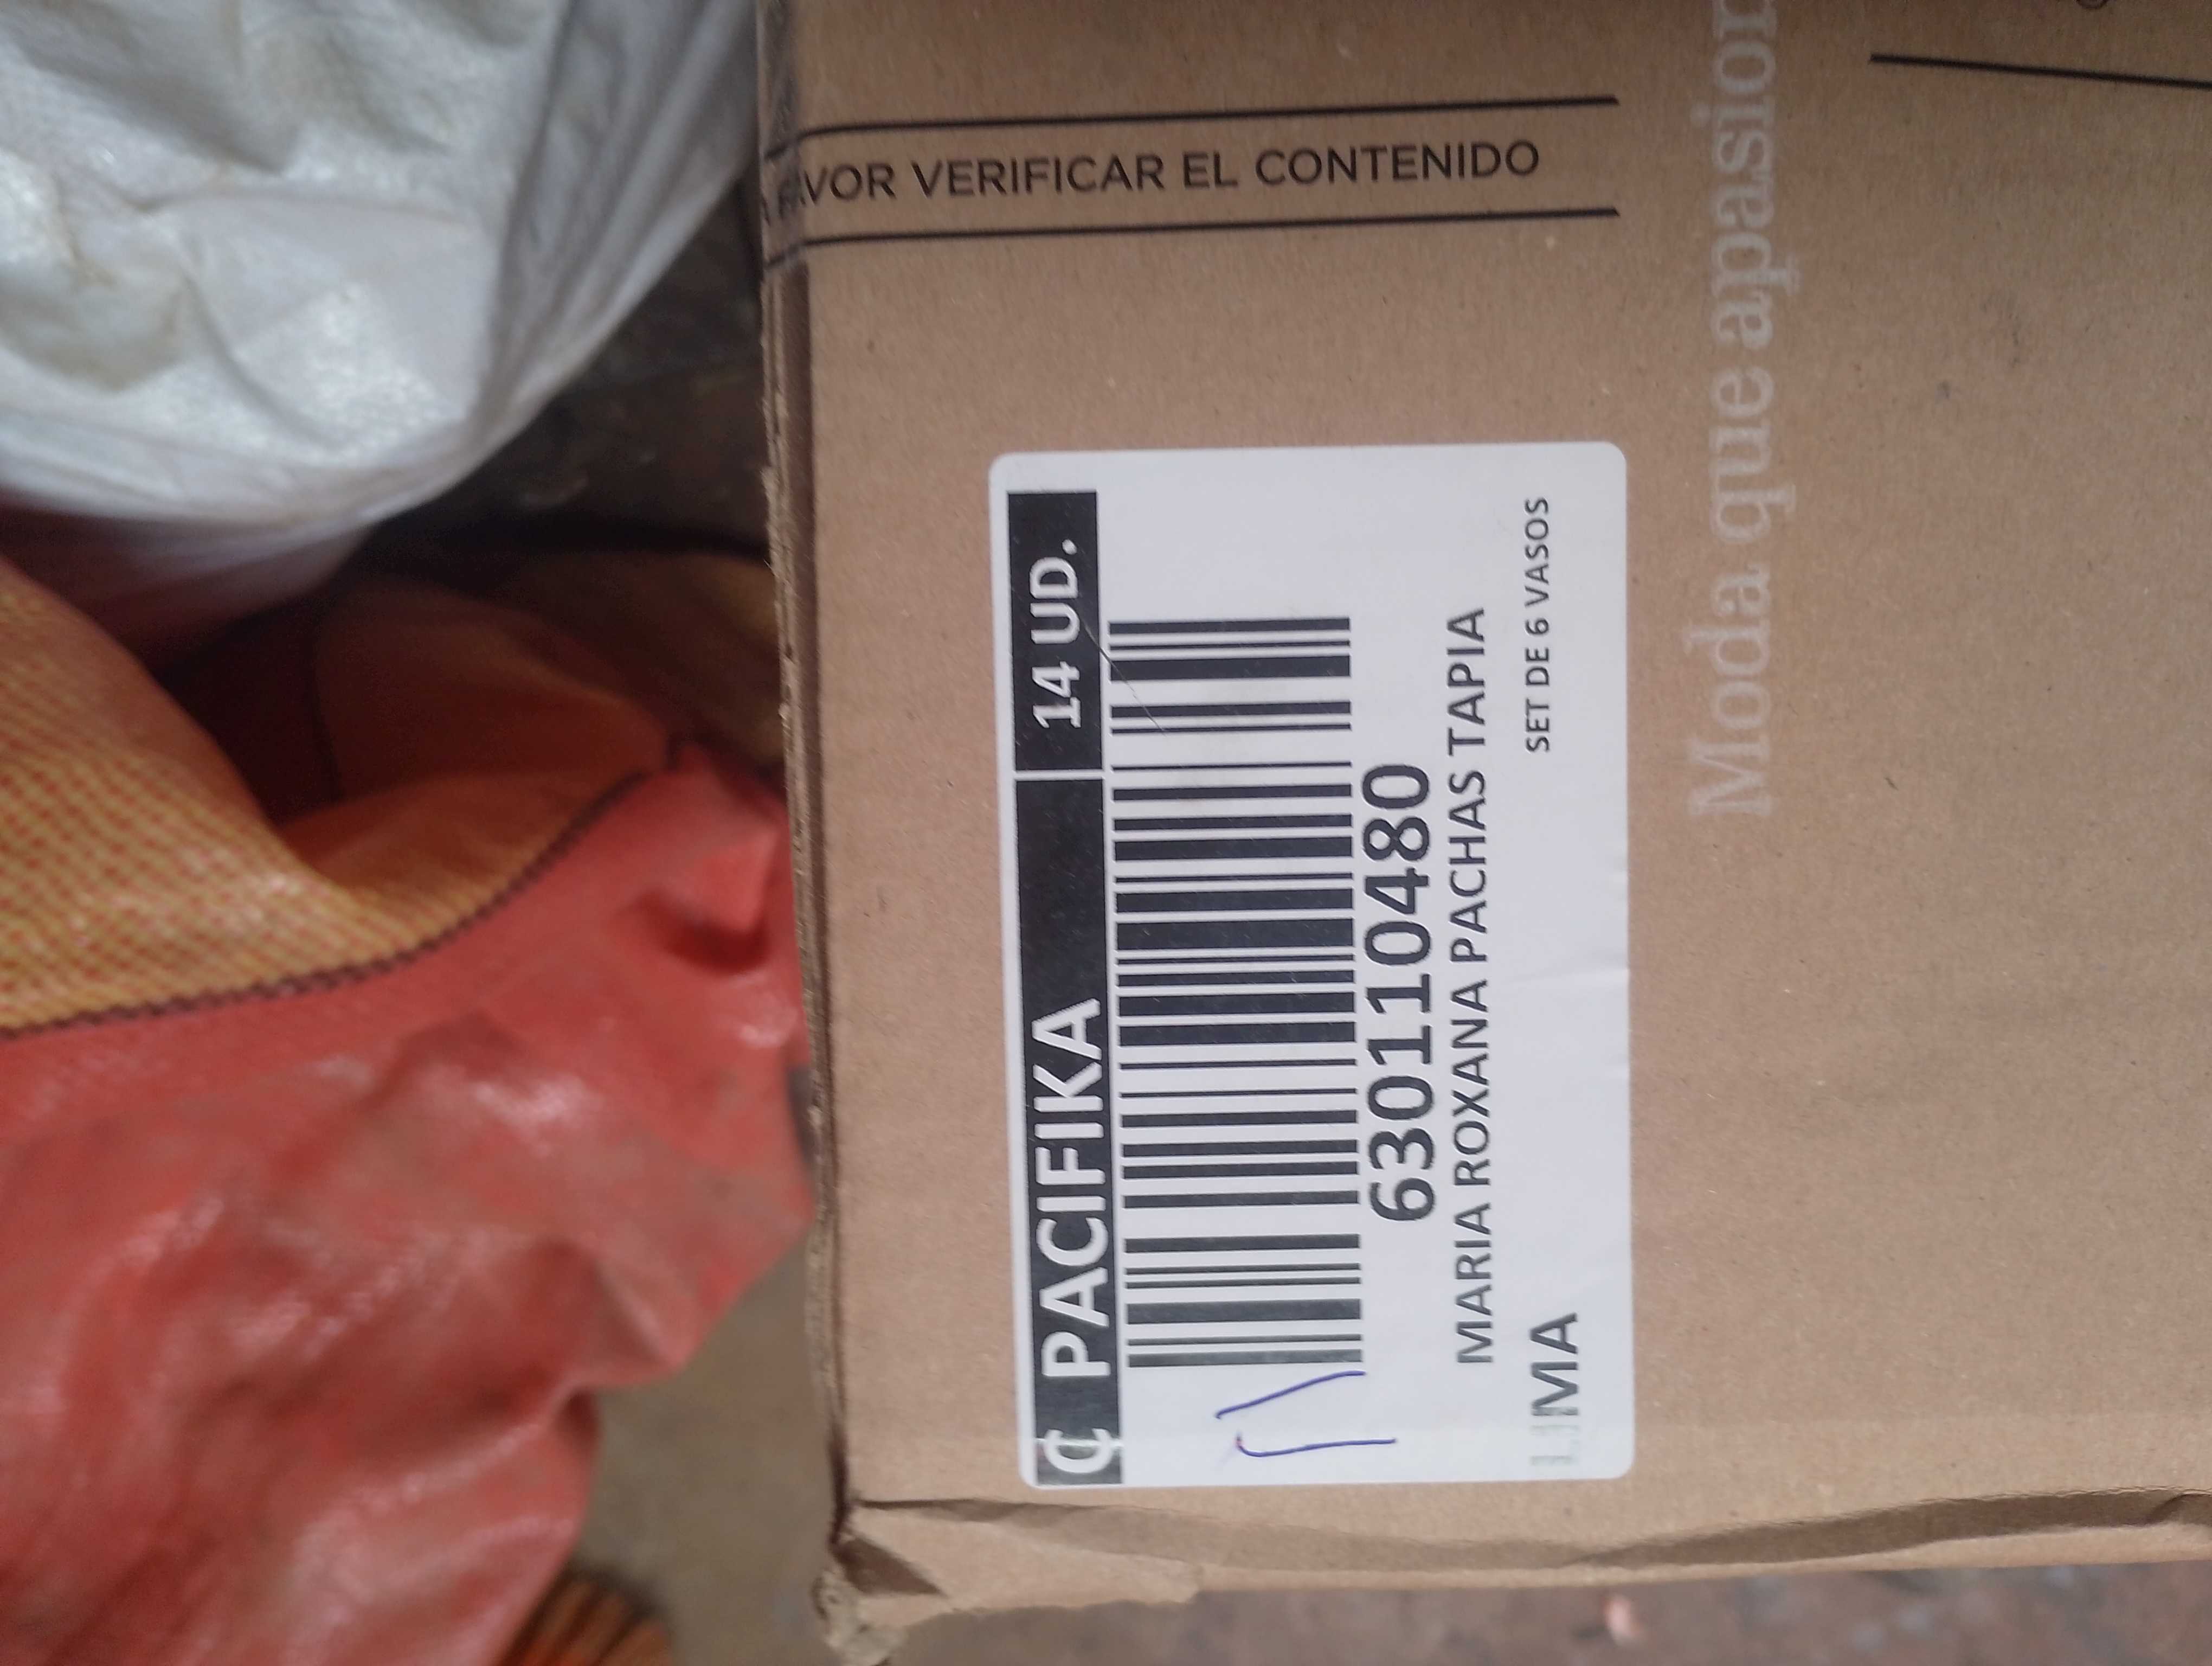 FAVOR VERIFICAR EL CONTENIDO
₵ PACIFIKA 14 UD.
630110480
MARIA ROXANA PACHAS TAPIA
LIMA SET DE 6 VASOS
Moda que